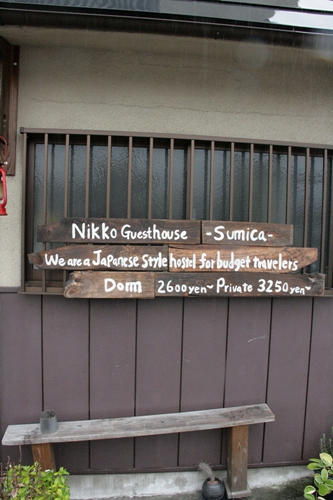 Nikko Guesthouse -Sumica-
We are a Japanese Style hostel for budget travelers
Dorm 2600yen~ Private 3250yen~